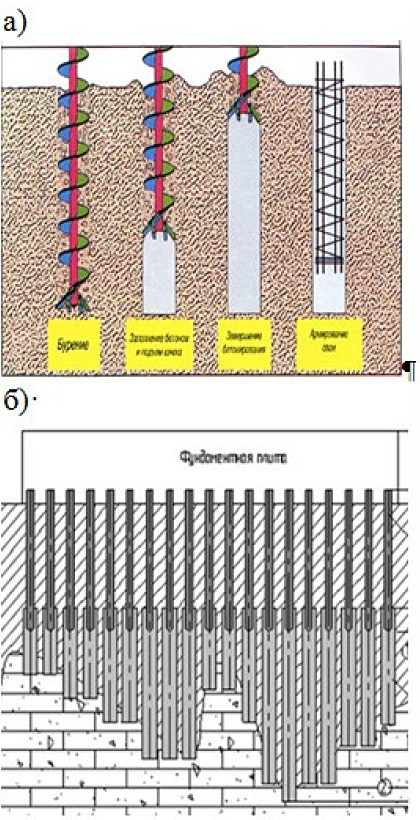 а)
Бурение
Заполнение бетоном
и подъем шнека
Завершение
бетонирования
Армирование
сваи
¶
б)·
Фундаментная плита
2